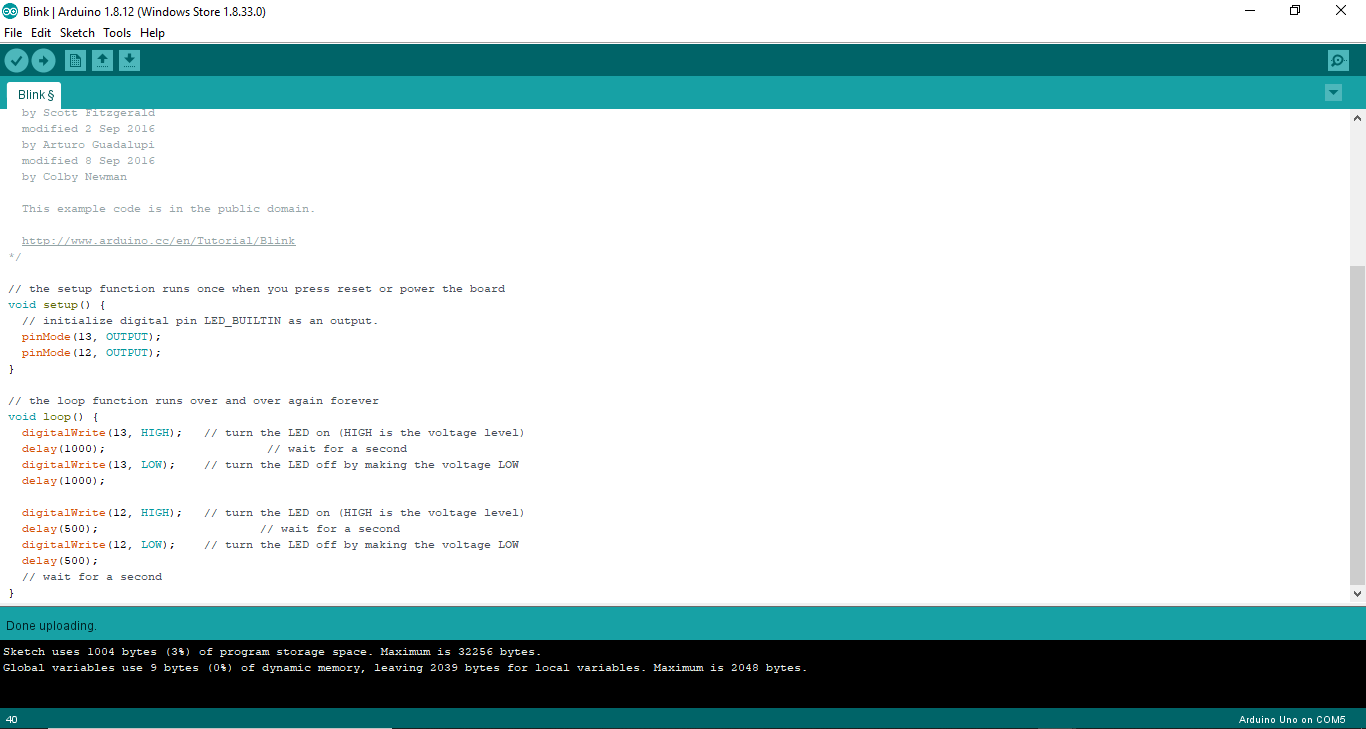 Blink | Arduino 1.8.12 (Windows Store 1.8.33.0)
File Edit Sketch Tools Help
Blink §
by Scott Fitzgerald
modified 2 Sep 2016
by Arturo Guadalupi
modified 8 Sep 2016
by Colby Newman
This example code is in the public domain.
http://www.arduino.cc/en/Tutorial/Blink
*/
// the setup function runs once when you press reset or power the board
void setup() {
// initialize digital pin LED_BUILTIN as an output.
pinMode(13, OUTPUT);
pinMode(12, OUTPUT);
}
// the loop function runs over and over again forever
void loop() {
digitalWrite(13, HIGH); // turn the LED on (HIGH is the voltage level)
delay(1000); // wait for a second
digitalWrite(13, LOW); // turn the LED off by making the voltage LOW
delay(1000);
digitalWrite(12, HIGH); // turn the LED on (HIGH is the voltage level)
delay(500); // wait for a second
digitalWrite(12, LOW); // turn the LED off by making the voltage LOW
delay(500);
// wait for a second
}
Done uploading.
Sketch uses 1004 bytes (3%) of program storage space. Maximum is 32256 bytes.
Global variables use 9 bytes (0%) of dynamic memory, leaving 2039 bytes for local variables. Maximum is 2048 bytes.
40 Arduino Uno on COM5